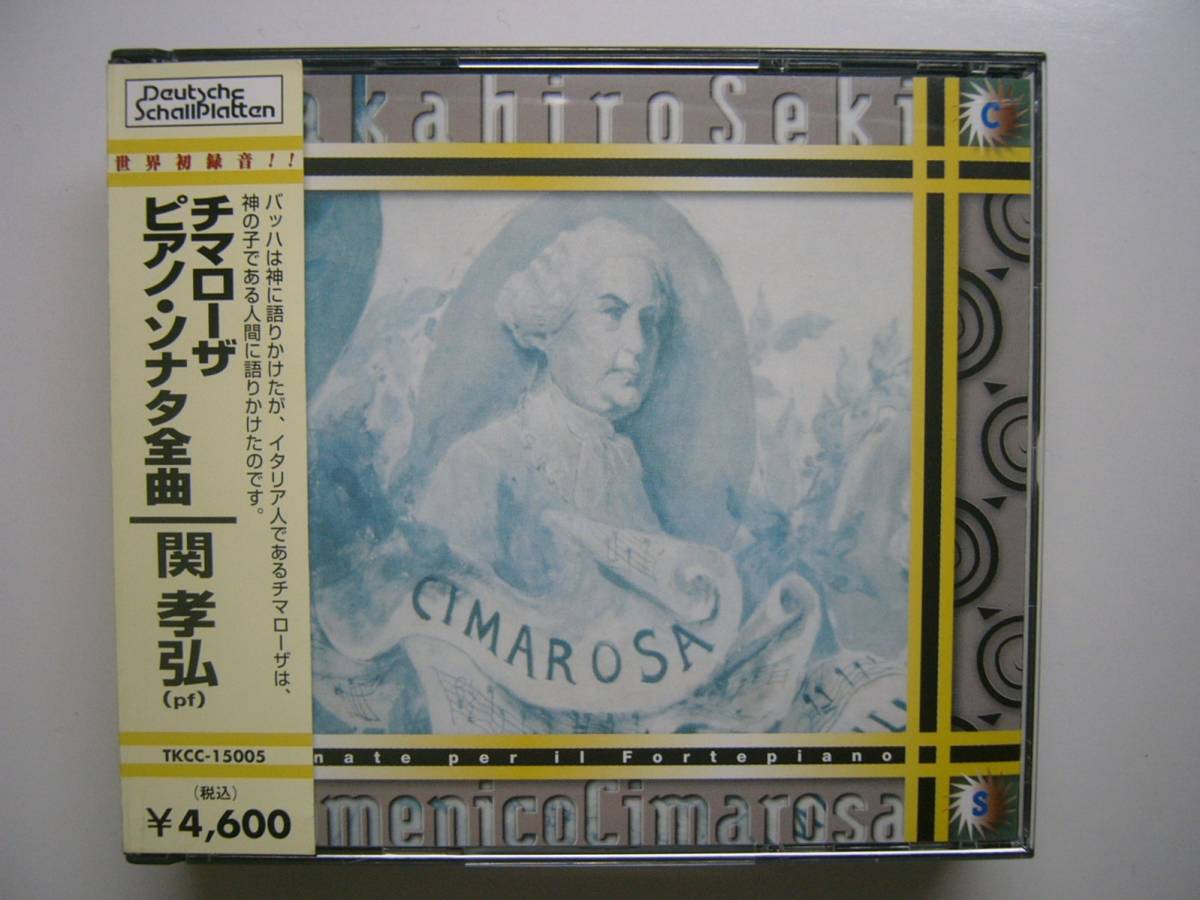 Deutsche
SchallPlatten
世界初録音!!
バッハは神に語りかけたが、イタリア人であるチマローザは、
神の子である人間に語りかけたのです。
チマローザ
ピアノ・ソナタ全曲
関 孝弘
(pf)
TKCC-15005
(税込)
¥4,600
akahiroSeki
C
CIMAROSA
nate per il Fortepiano
menicoCimarosa
S